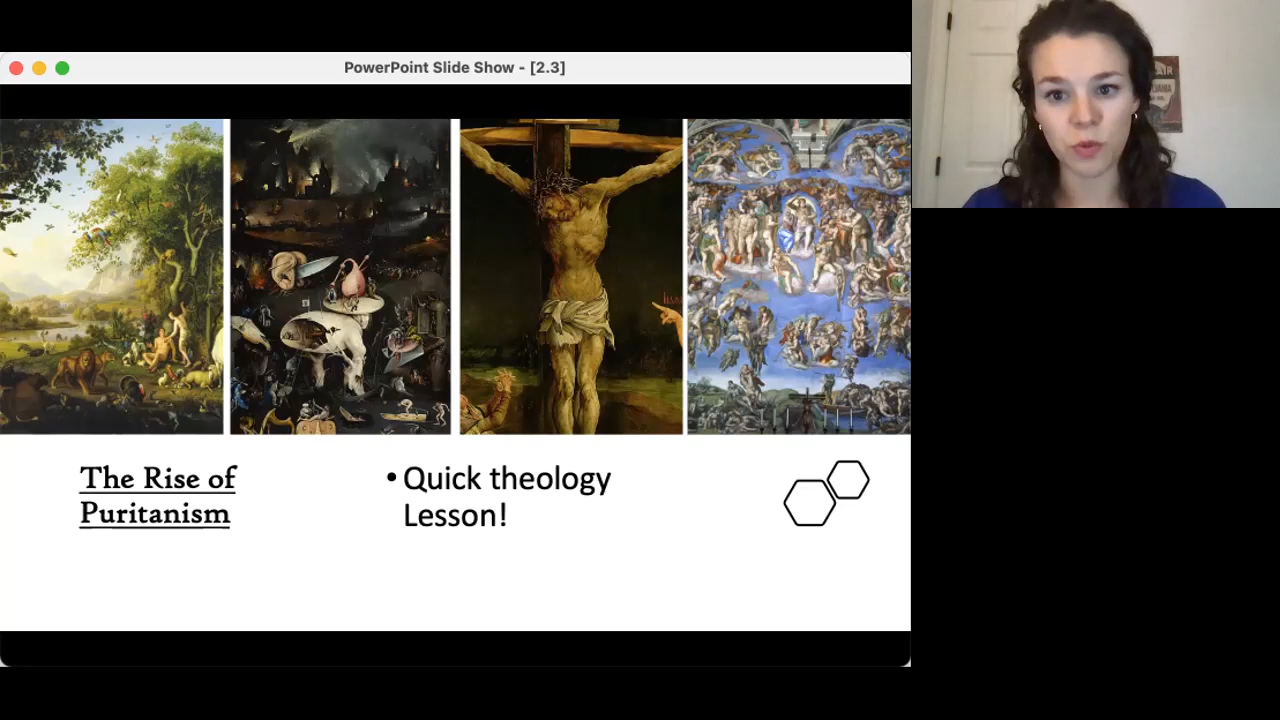 PowerPoint Slide Show - [2.3]
The Rise of
Puritanism
• Quick theology
Lesson!